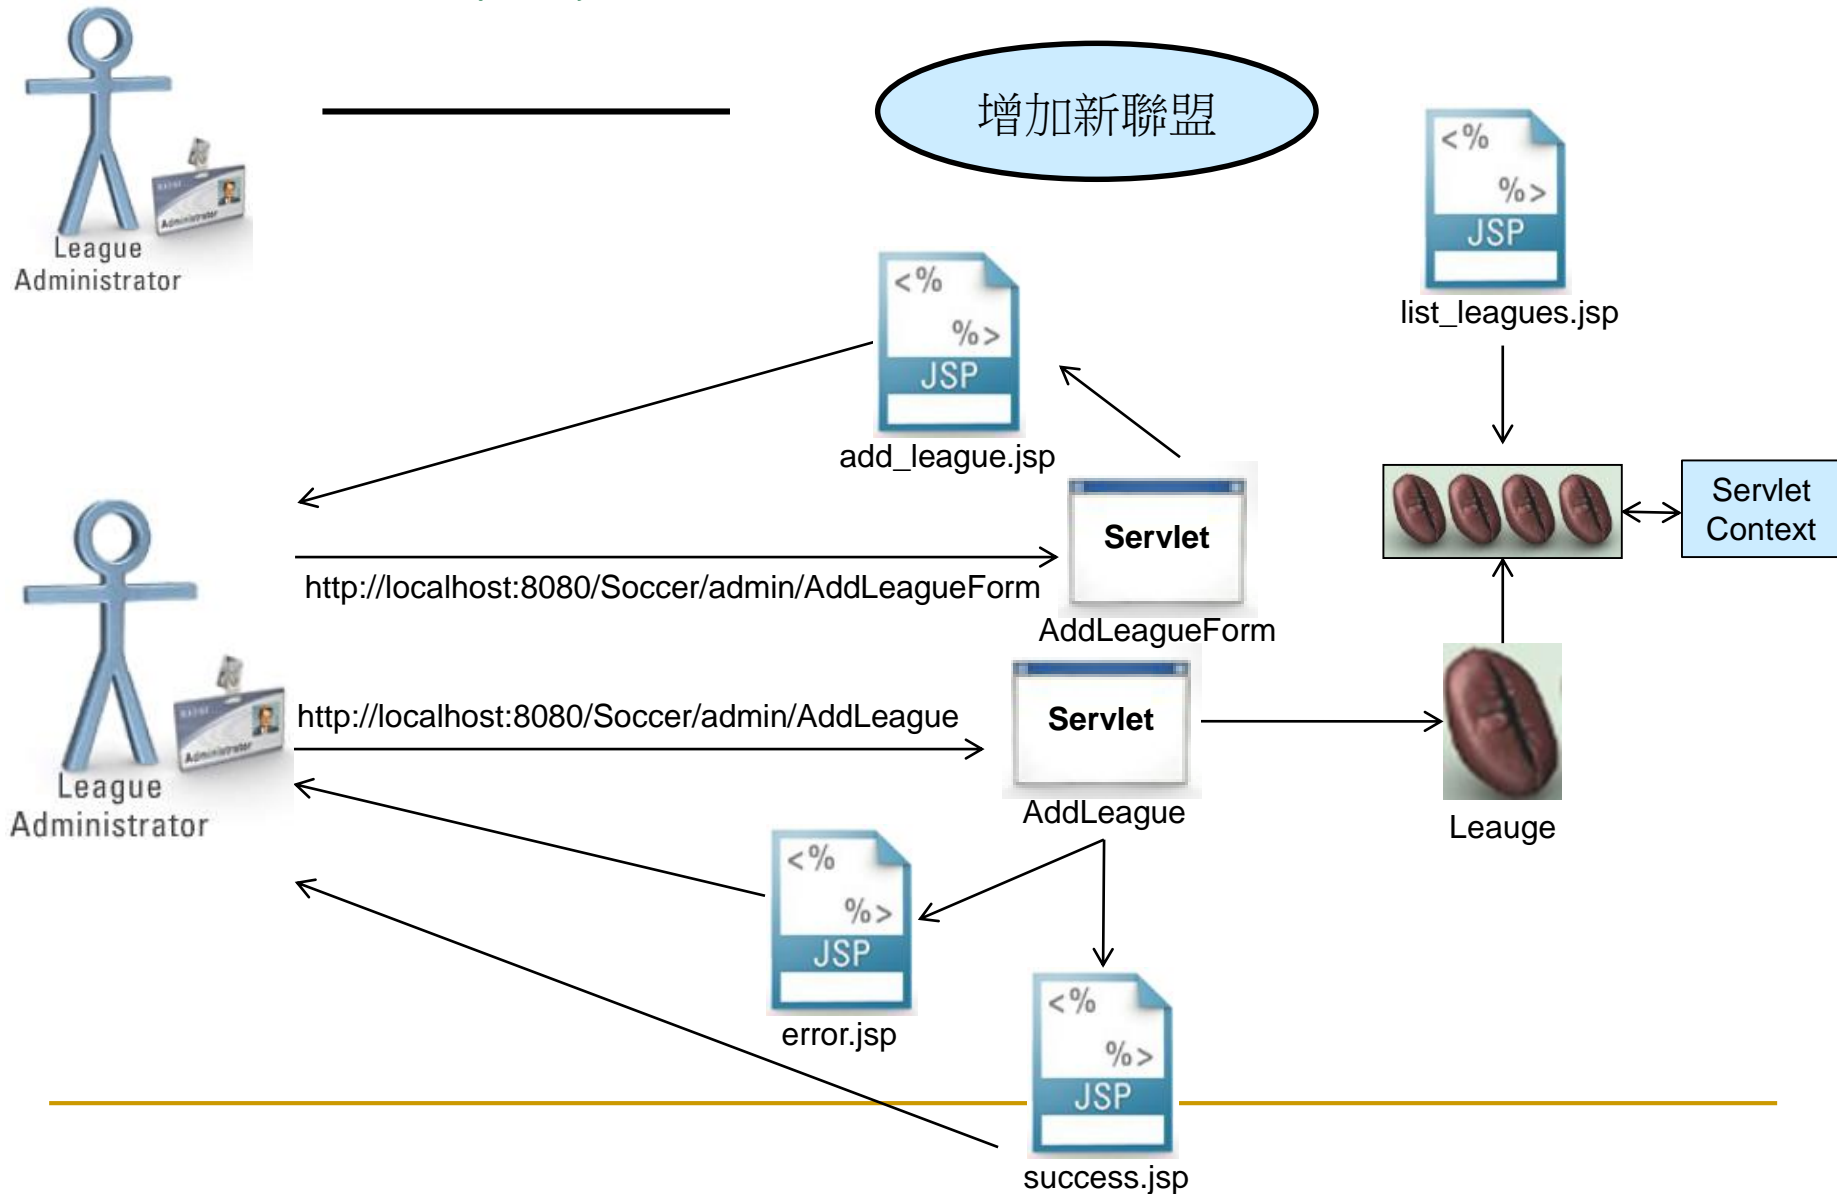 增加新聯盟
<%
%>
JSP
list_leagues.jsp
Administrator
League
Administrator
<%
%>
JSP
add_league.jsp
Servlet
Context
Servlet
http://localhost:8080/Soccer/admin/AddLeagueForm
AddLeagueForm
http://localhost:8080/Soccer/admin/AddLeague
Servlet
AddLeague
Leauge
Administrator
League
Administrator
<%
%>
JSP
error.jsp
<%
%>
JSP
success.jsp